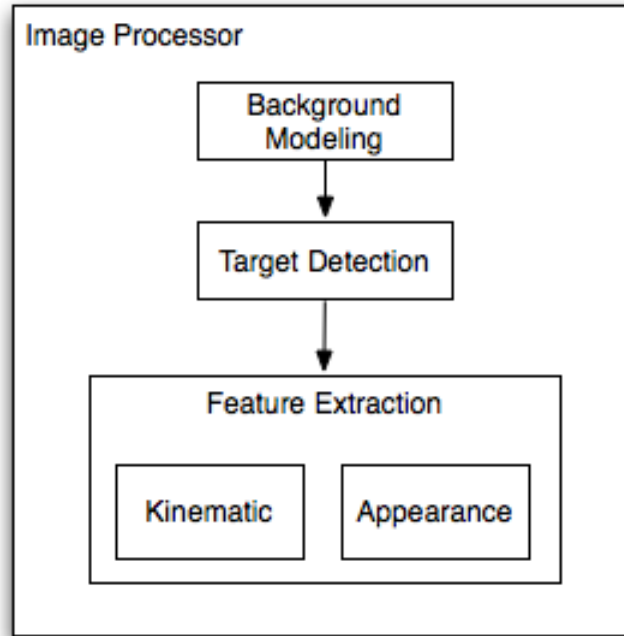 Image Processor
Background
Modeling
Target Detection
Feature Extraction
Kinematic
Appearance